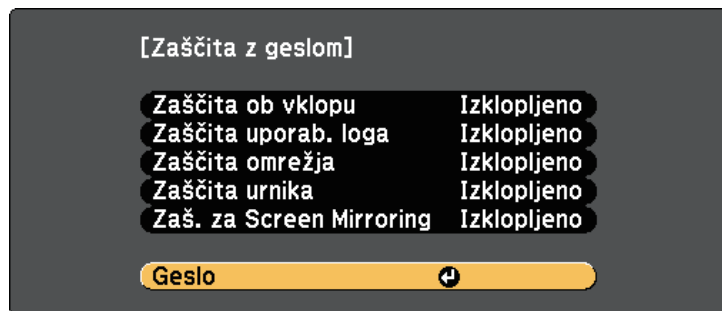 [Zaščita z geslom]
Zaščita ob vklopu Izklopljeno
Zaščita uporab. loga Izklopljeno
Zaščita omrežja Izklopljeno
Zaščita urnika Izklopljeno
Zaš. za Screen Mirroring Izklopljeno
Geslo